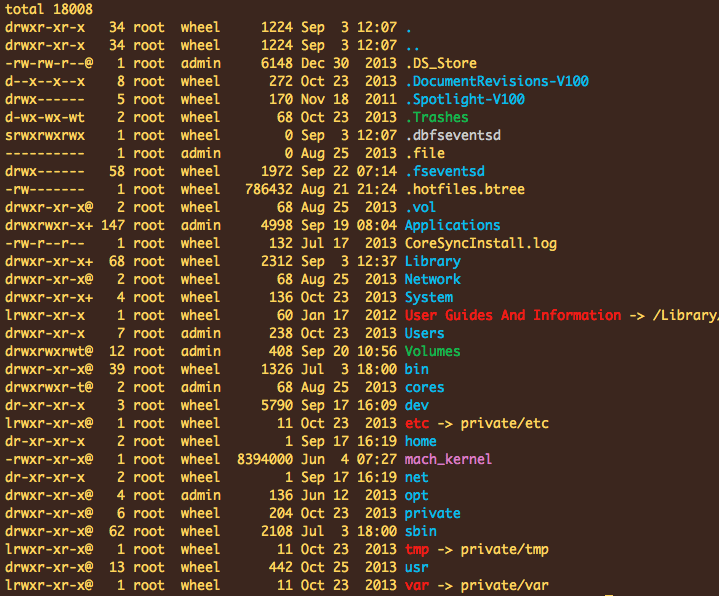 total 18008
drwxr-xr-x   34 root  wheel     1224 Sep  3 12:07 .
drwxr-xr-x   34 root  wheel     1224 Sep  3 12:07 ..
-rw-rw-r--@   1 root  admin     6148 Dec 30  2013 .DS_Store
d--x--x--x    8 root  wheel      272 Oct 23  2013 .DocumentRevisions-V100
drwx------    5 root  wheel      170 Nov 18  2011 .Spotlight-V100
d-wx-wx-wt    2 root  wheel       68 Oct 23  2013 .Trashes
srwxrwxrwx    1 root  wheel        0 Sep  3 12:07 .dbfseventsd
----------    1 root  admin        0 Aug 25  2013 .file
drwx------   58 root  wheel     1972 Sep 22 07:14 .fseventsd
-rw-------    1 root  wheel   786432 Aug 21 21:24 .hotfiles.btree
drwxr-xr-x@   2 root  wheel       68 Aug 25  2013 .vol
drwxrwxr-x+ 147 root  admin     4998 Sep 19 08:04 Applications
-rw-r--r--    1 root  wheel      132 Jul 17  2013 CoreSyncInstall.log
drwxr-xr-x+  68 root  wheel     2312 Sep  3 12:37 Library
drwxr-xr-x@   2 root  wheel       68 Aug 25  2013 Network
drwxr-xr-x+   4 root  wheel      136 Oct 23  2013 System
lrwxr-xr-x    1 root  wheel       60 Jan 17  2012 User Guides And Information -> /Library/
drwxr-xr-x    7 root  admin      238 Oct 23  2013 Users
drwxrwxrwt@  12 root  admin      408 Sep 20 10:56 Volumes
drwxr-xr-x@  39 root  wheel     1326 Jul  3 18:00 bin
drwxrwxr-t@   2 root  admin       68 Aug 25  2013 cores
dr-xr-xr-x    3 root  wheel     5790 Sep 17 16:09 dev
lrwxr-xr-x@   1 root  wheel       11 Oct 23  2013 etc -> private/etc
dr-xr-xr-x    2 root  wheel        1 Sep 17 16:19 home
-rwxr-xr-x@   1 root  wheel  8394000 Jun  4 07:27 mach_kernel
dr-xr-xr-x    2 root  wheel        1 Sep 17 16:19 net
drwxr-xr-x@   4 root  admin      136 Jun 12  2013 opt
drwxr-xr-x@   6 root  wheel      204 Oct 23  2013 private
drwxr-xr-x@  62 root  wheel     2108 Jul  3 18:00 sbin
lrwxr-xr-x@   1 root  wheel       11 Oct 23  2013 tmp -> private/tmp
drwxr-xr-x@  13 root  wheel      442 Oct 25  2013 usr
lrwxr-xr-x@   1 root  wheel       11 Oct 23  2013 var -> private/var